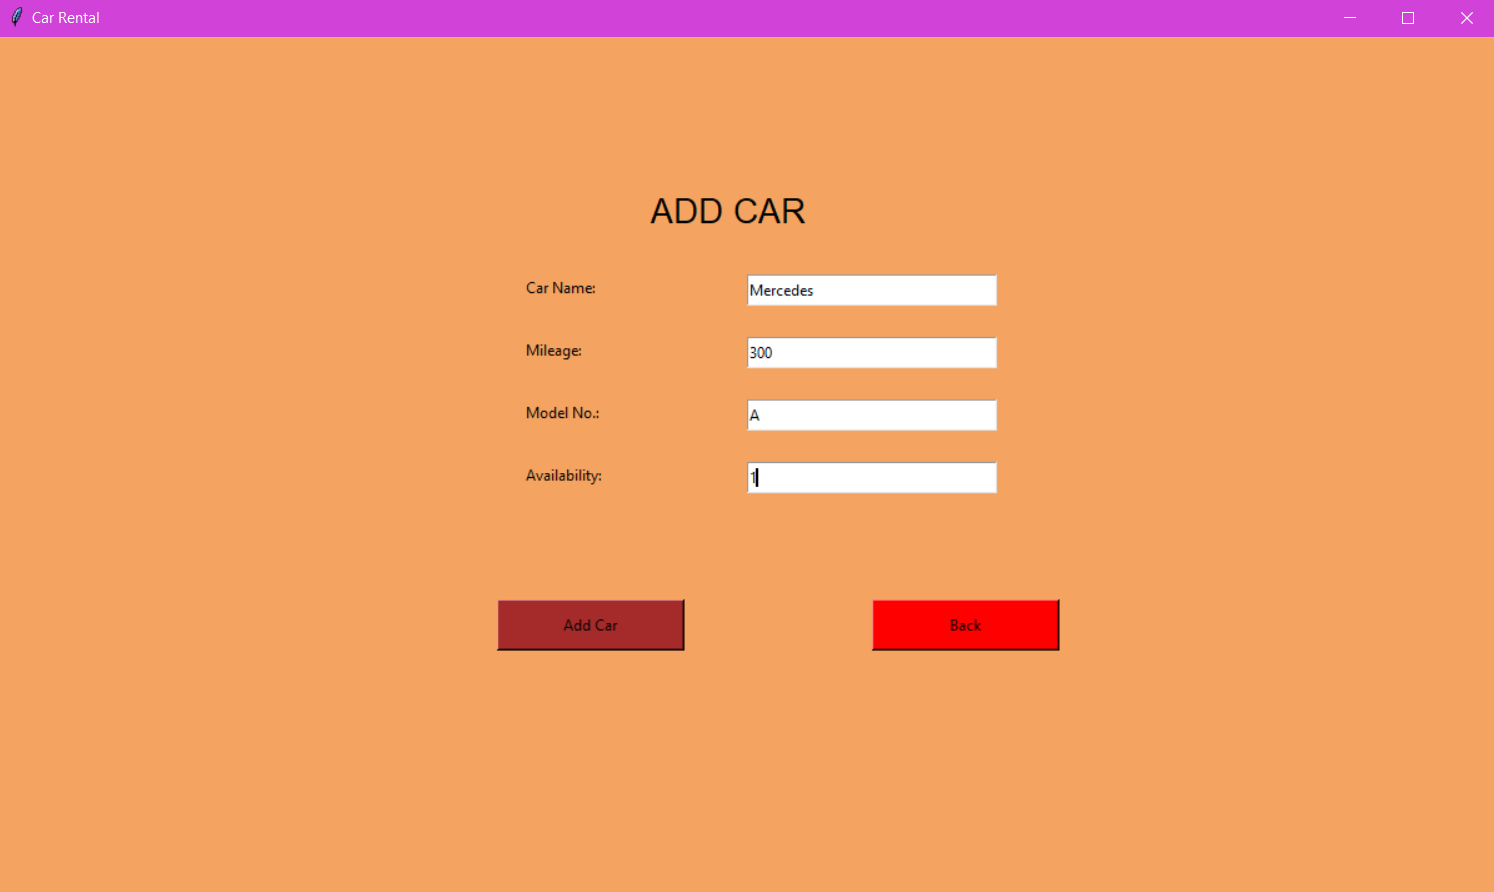 Car Rental
ADD CAR
Car Name: Mercedes
Mileage: 300
Model No.: A
Availability: 1
Add Car Back